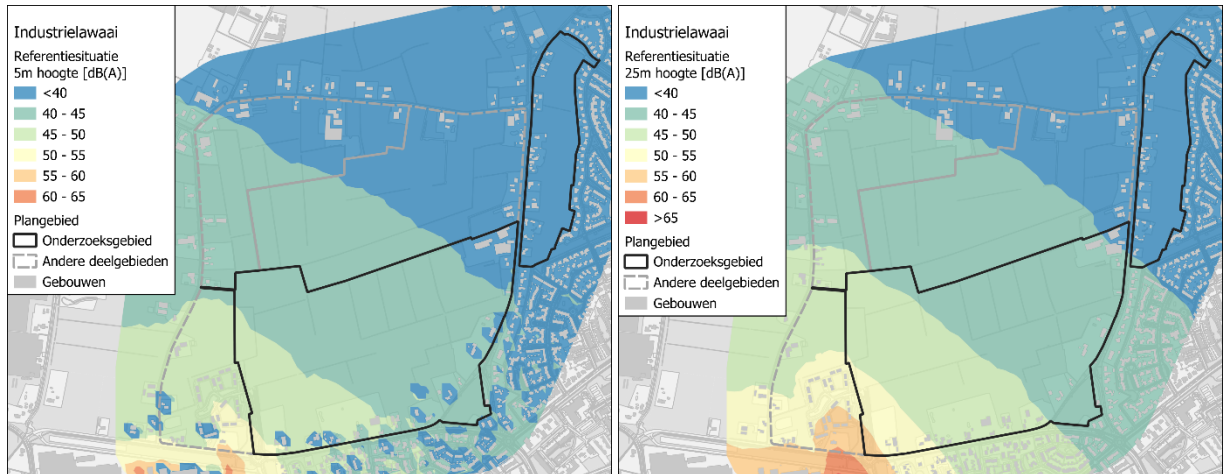 Industrielawaai
Referentiesituatie
5m hoogte [dB(A)]
<40
40 - 45
45 - 50
50 - 55
55 - 60
60 - 65
Plangebied
Onderzoeksgebied
Andere deelgebieden
Gebouwen
Industrielawaai
Referentiesituatie
25m hoogte [dB(A)]
<40
40 - 45
45 - 50
50 - 55
55 - 60
60 - 65
>65
Plangebied
Onderzoeksgebied
Andere deelgebieden
Gebouwen